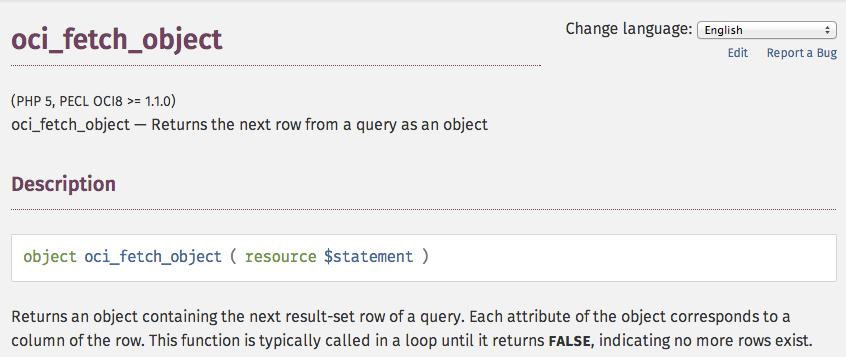 oci_fetch_object
Change language: English
Edit Report a Bug
(PHP 5, PECL OCI8 >= 1.1.0)
oci_fetch_object — Returns the next row from a query as an object
Description
object oci_fetch_object ( resource $statement )
Returns an object containing the next result-set row of a query. Each attribute of the object corresponds to a
column of the row. This function is typically called in a loop until it returns FALSE, indicating no more rows exist.